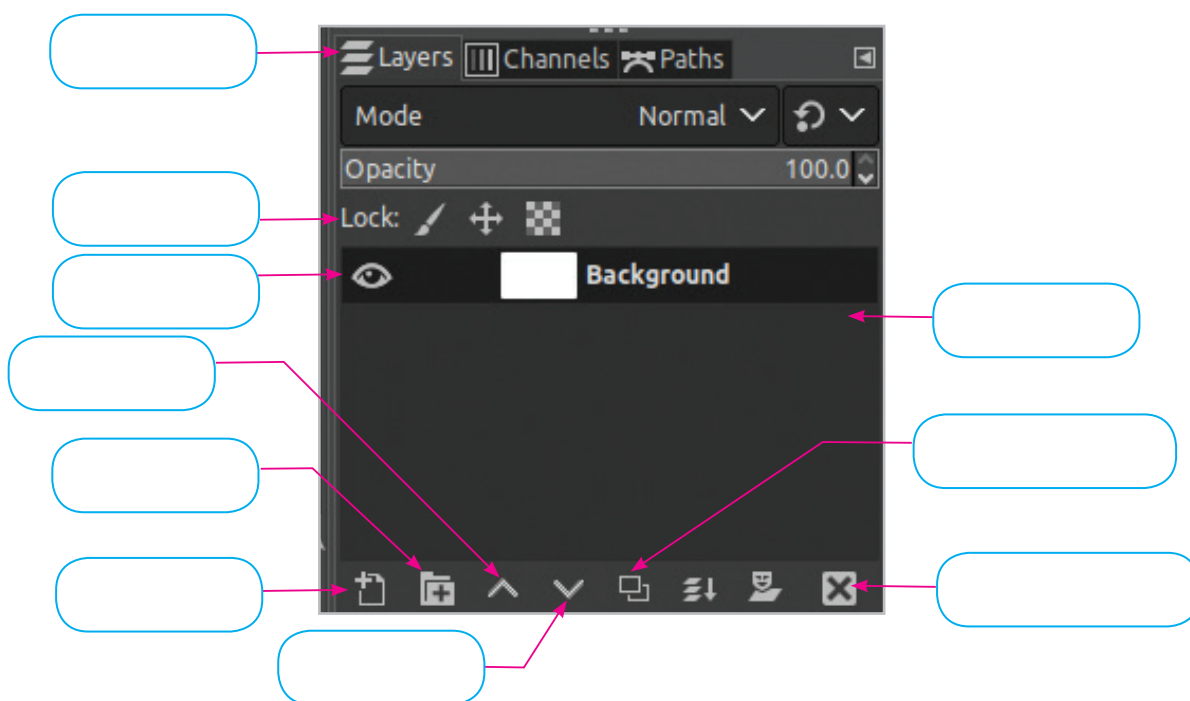 Layers Channels Paths
Mode Normal
Opacity 100.0
Lock:
Background